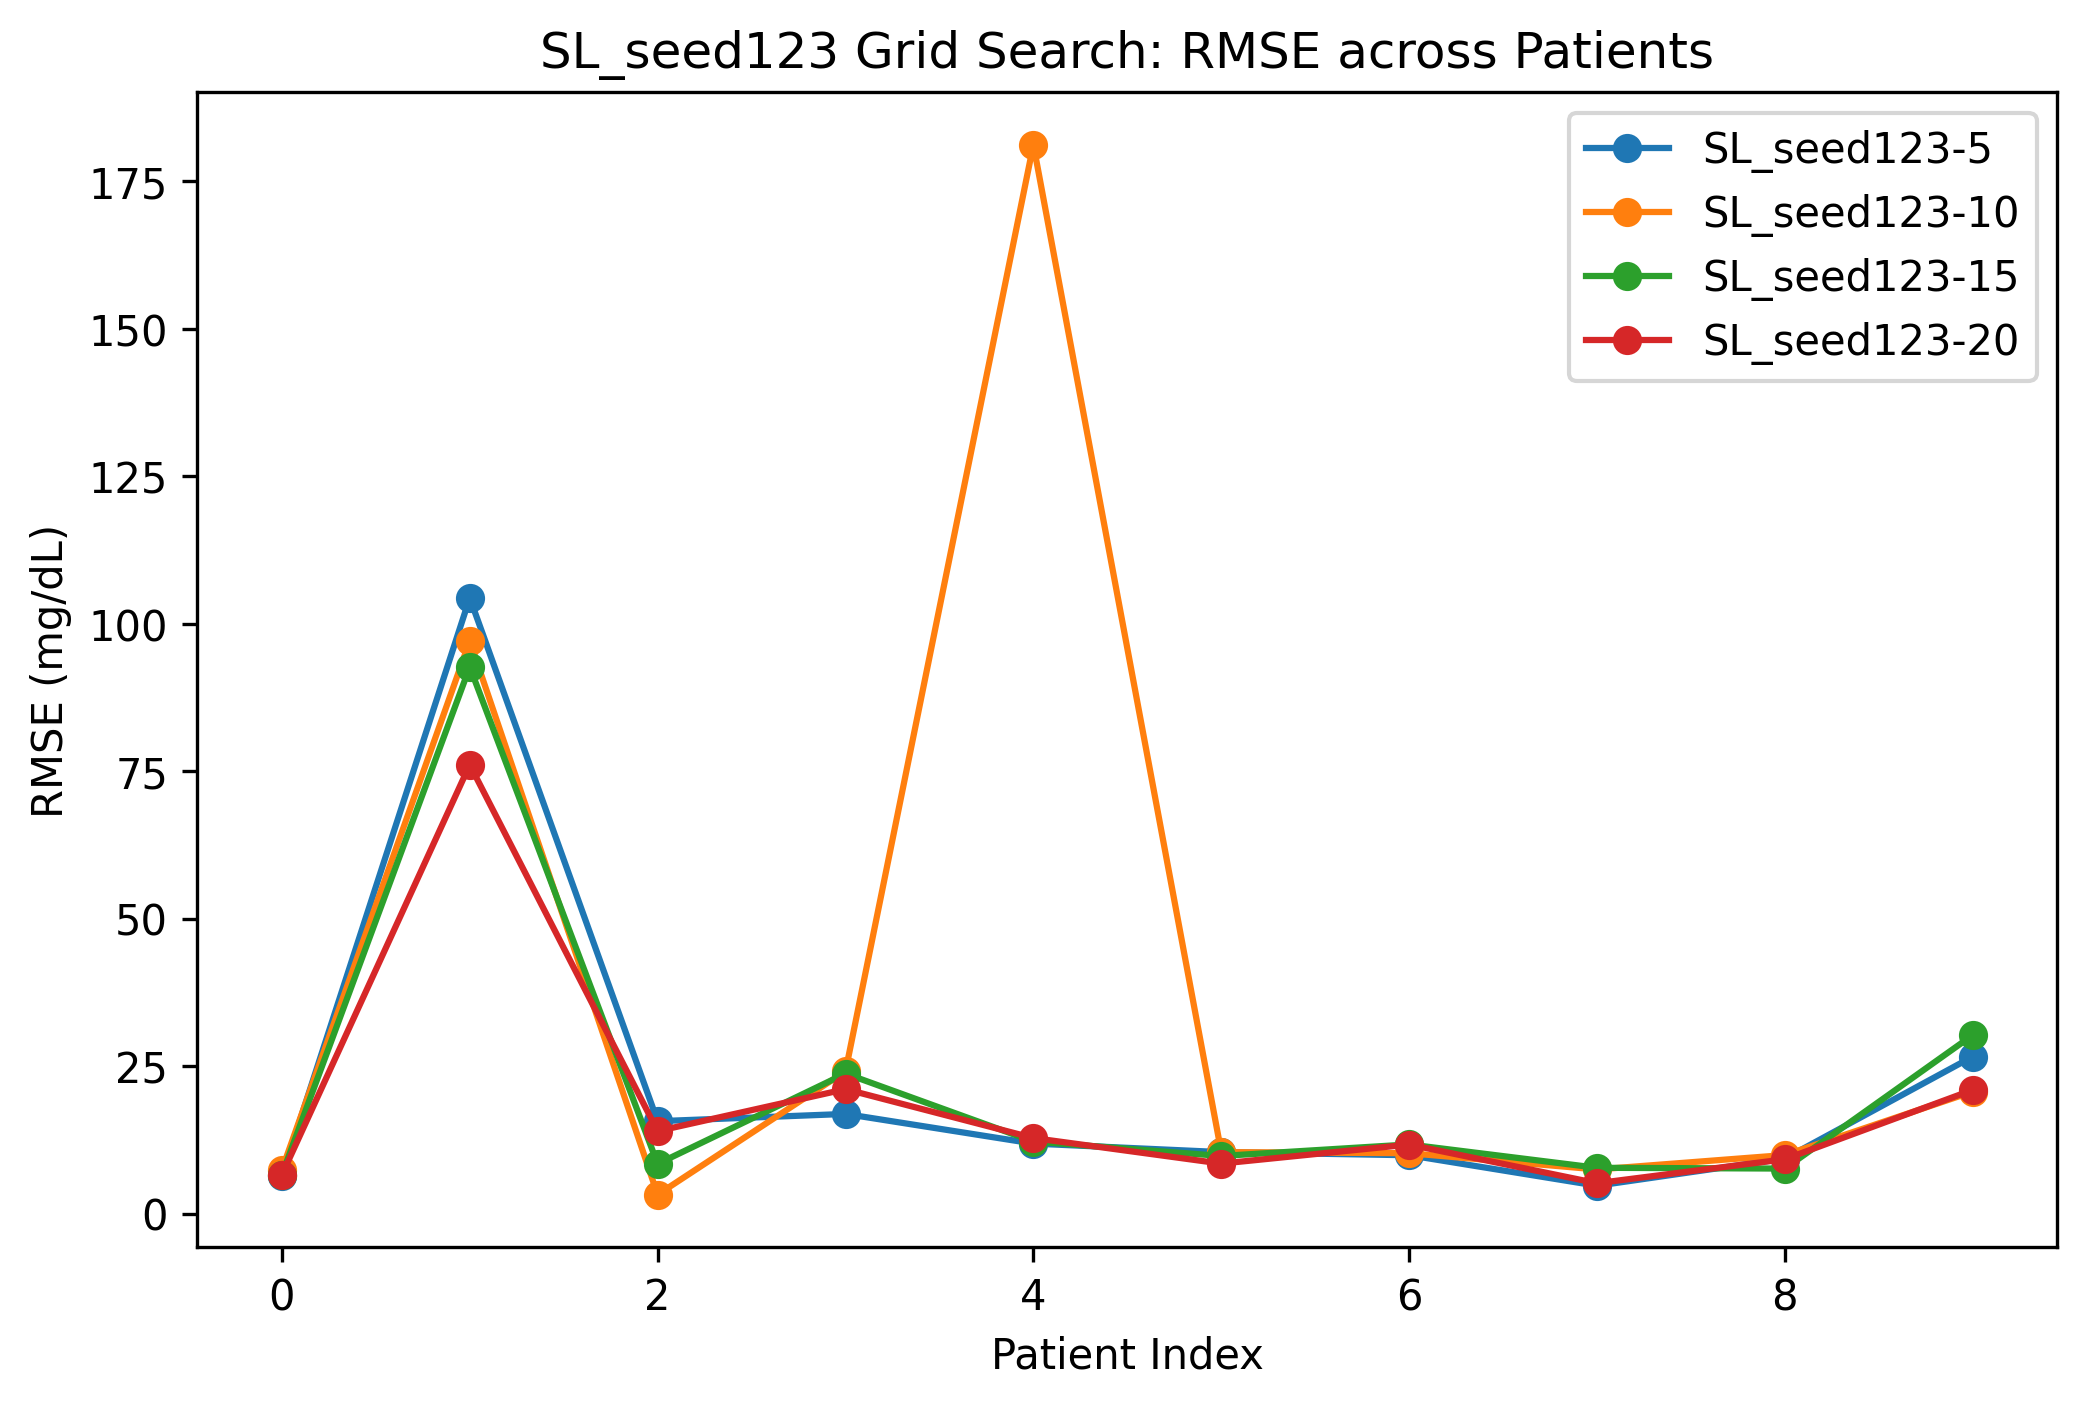 SL_seed123 Grid Search: RMSE across Patients
SL_seed123-5
SL_seed123-10
SL_seed123-15
SL_seed123-20
RMSE (mg/dL)
175
150
125
100
75
50
25
0
0 2 4 6 8
Patient Index